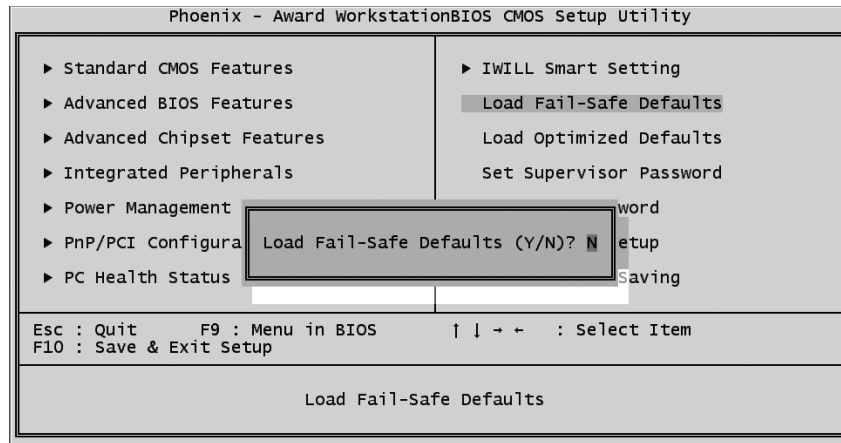 Phoenix - Award WorkstationBIOS CMOS Setup Utility
▶ Standard CMOS Features
▶ Advanced BIOS Features
▶ Advanced Chipset Features
▶ Integrated Peripherals
▶ Power Management
▶ PnP/PCI Configura
▶ PC Health Status
▶ IWILL Smart Setting
Load Fail-Safe Defaults
Load Optimized Defaults
Set Supervisor Password
word
etup
Saving
Load Fail-Safe Defaults (Y/N)? N
Esc : Quit F9 : Menu in BIOS ↑ ↓ → ← : Select Item
F10 : Save & Exit Setup
Load Fail-Safe Defaults